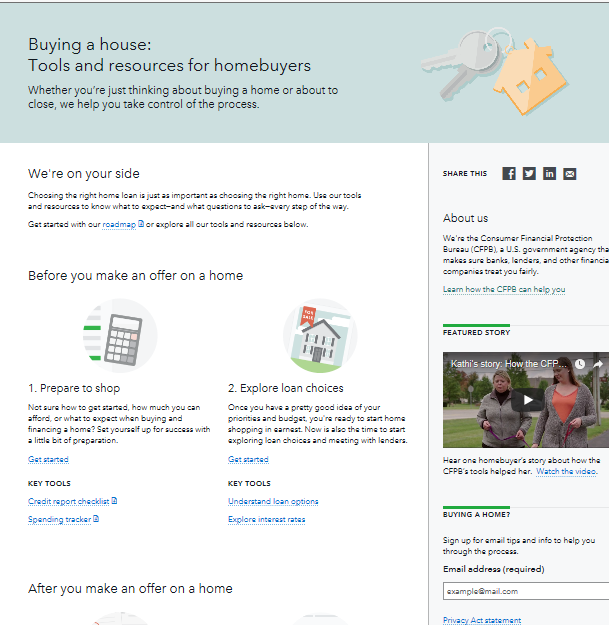 Buying a house:
Tools and resources for homebuyers
Whether you're just thinking about buying a home or about to
close, we help you take control of the process.
We're on your side
Choosing the right home loan is just as important as choosing the right home. Use our tools
and resources to know what to expect—and what questions to ask—every step of the way.
Get started with our roadmap or explore all our tools and resources below.
Before you make an offer on a home
FOR SALE
1. Prepare to shop
Not sure how to get started, how much you can
afford, or what to expect when buying and
financing a home? Set yourself up for success with
a little bit of preparation.
Get started
KEY TOOLS
Credit report checklist
Spending tracker
2. Explore loan choices
Once you have a pretty good idea of your
priorities and budget, you're ready to start home
shopping in earnest. Now is also the time to start
exploring loan choices and meeting with lenders.
Get started
KEY TOOLS
Understand loan options
Explore interest rates
After you make an offer on a home
SHARE THIS
About us
We're the Consumer Financial Protection
Bureau (CFPB), a U.S. government agency tha
makes sure banks, lenders, and other financia
companies treat you fairly.
Learn how the CFPB can help you
FEATURED STORY
Kathi's story: How the CFP...
Hear one homebuyer's story about how the
CFPB's tools helped her. Watch the video.
BUYING A HOME?
Sign up for email tips and info to help you
through the process.
Email address (required)
example@mail.com
Privacy Act statement